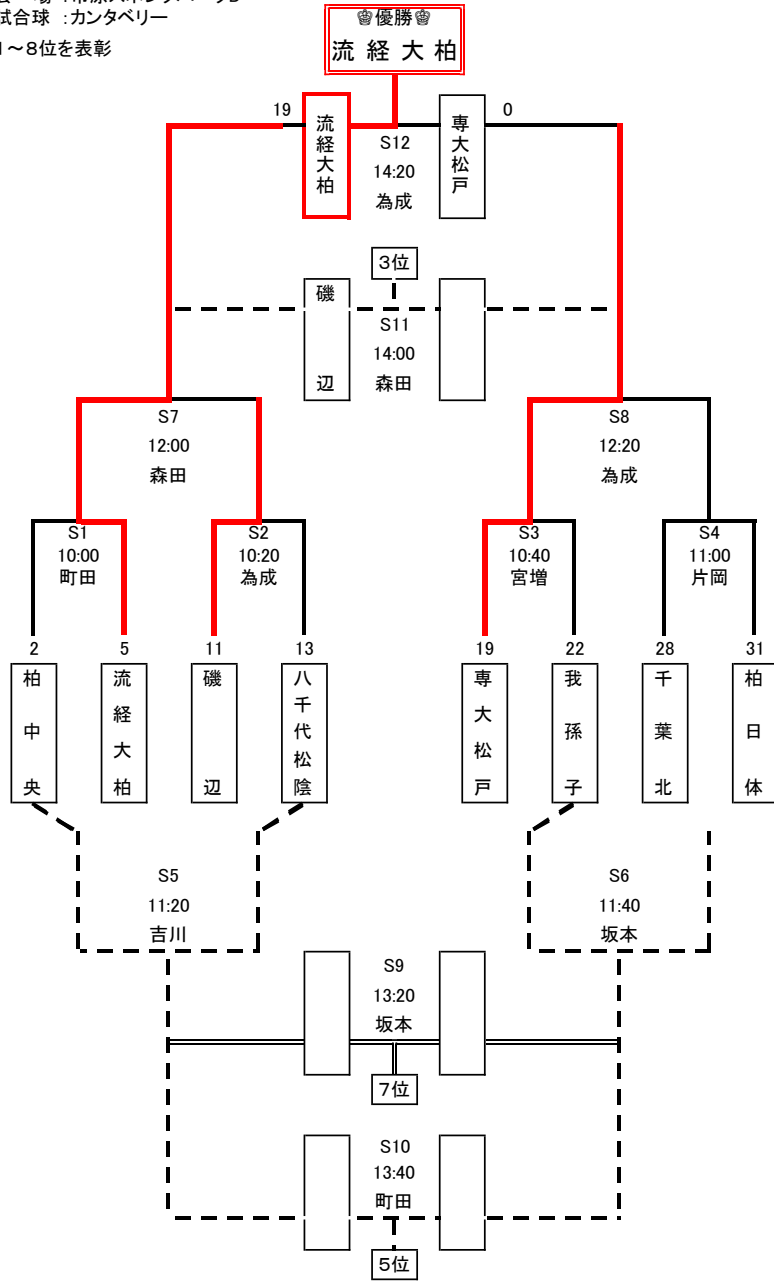 試合球 :カンタベリー
1~8位を表彰
♔優勝♔
流 経 大 柏
19
流経大柏
S12
14:20
為成
専大松戸
0
3位
磯辺
S11
14:00
森田
S7
12:00
森田
S8
12:20
為成
S1
10:00
町田
S2
10:20
為成
S3
10:40
宮増
S4
11:00
片岡
2
5
11
13
19
22
28
31
柏中央
流経大柏
磯辺
八千代松陰
専大松戸
我孫子
千葉北
柏日体
S5
11:20
吉川
S6
11:40
坂本
S9
13:20
坂本
7位
S10
13:40
町田
5位